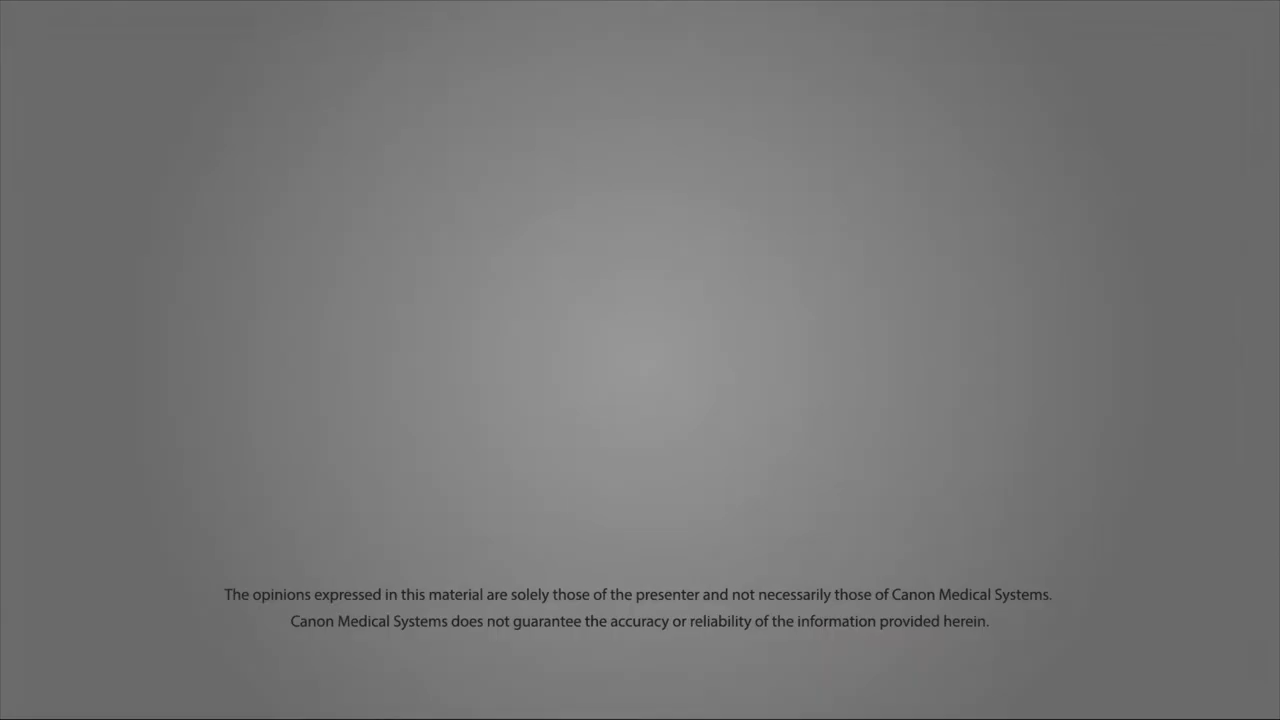 The opinions expressed in this material are solely those of the presenter and not necessarily those of Canon Medical Systems.
Canon Medical Systems does not guarantee the accuracy or reliability of the information provided herein.